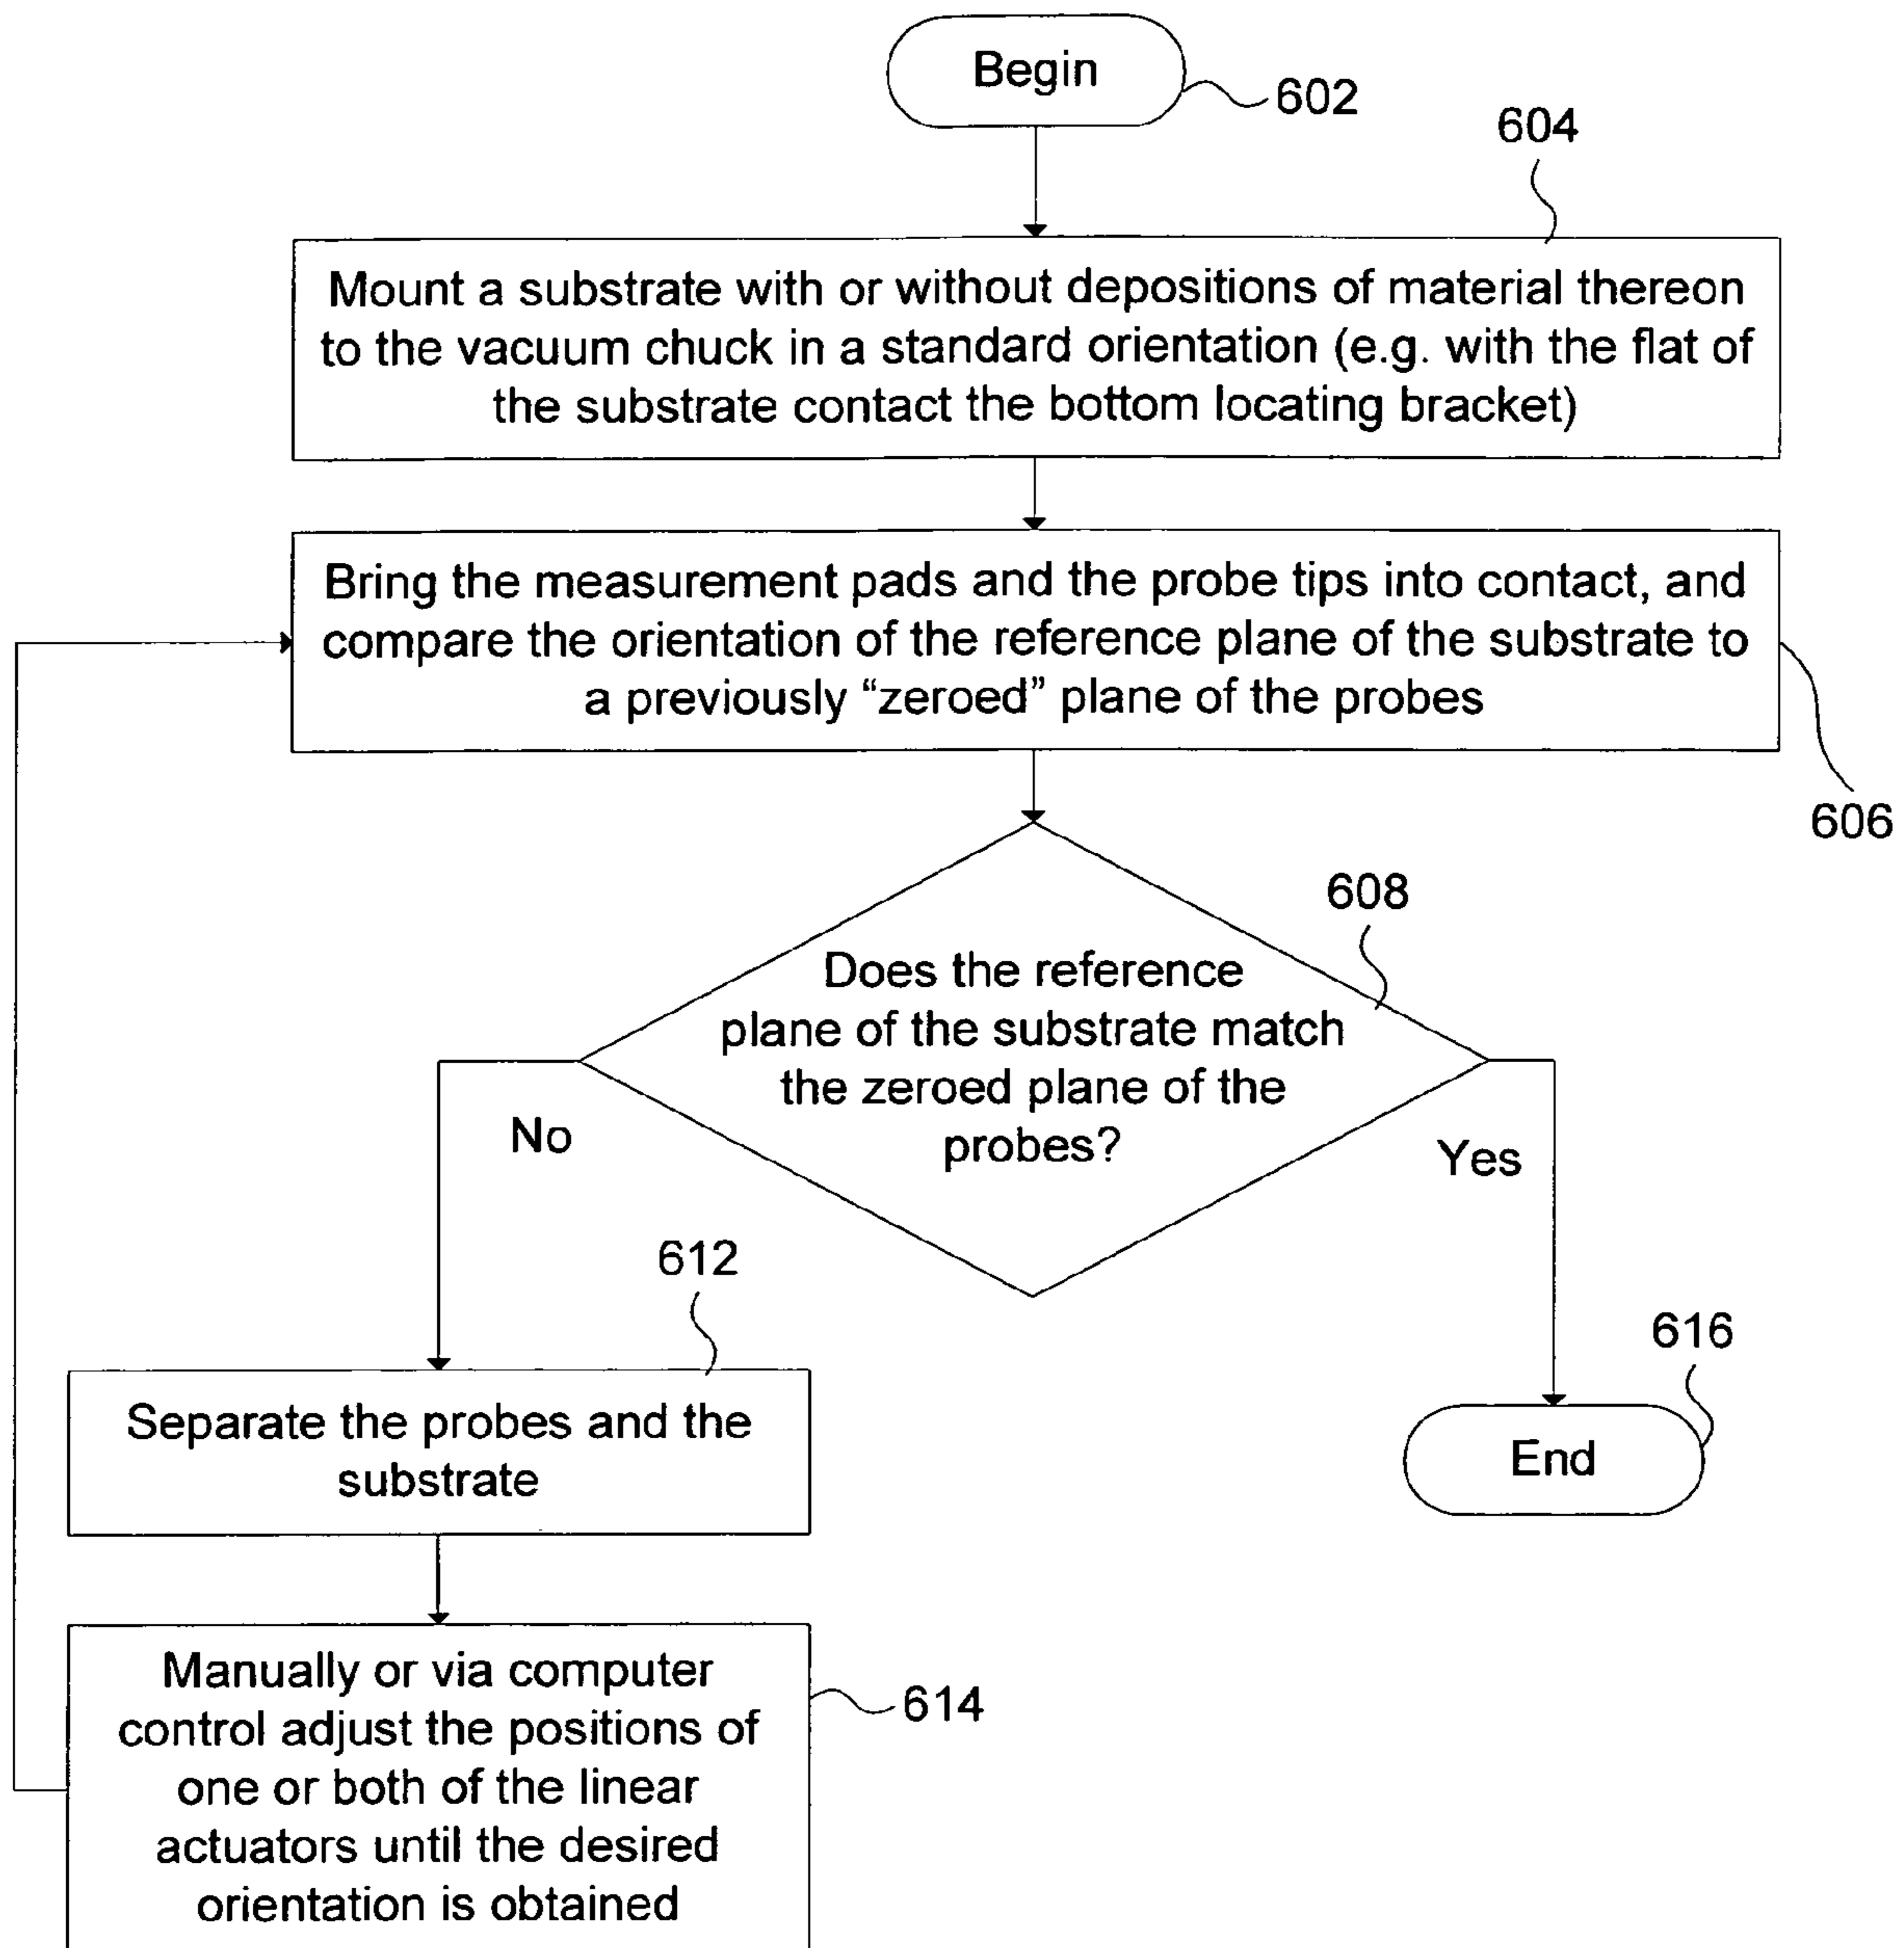 Begin
602
604
Mount a substrate with or without depositions of material thereon
to the vacuum chuck in a standard orientation (e.g. with the flat of
the substrate contact the bottom locating bracket)
Bring the measurement pads and the probe tips into contact, and
compare the orientation of the reference plane of the substrate to
a previously “zeroed” plane of the probes
606
608
Does the reference
plane of the substrate match
the zeroed plane of the
probes?
No
Yes
612
Separate the probes and the
substrate
616
End
Manually or via computer
control adjust the positions of
one or both of the linear
actuators until the desired
orientation is obtained
614